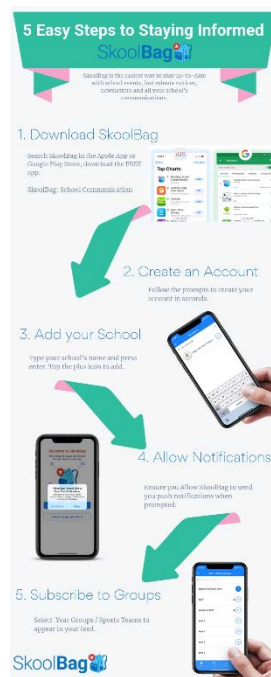 5 Easy Steps to Staying Informed
SkoolBag
SkoolBag is the easiest way to stay up-to-date
with school events, last minute notices,
newsletters and all your school's
communications.
1. Download SkoolBag
Search SkoolBag in the Apple App or
Google Play Store, download the FREE
app.
SkoolBag: School Communication
iOS
Top Charts
2. Create an Account
Follow the prompts to create your
account in seconds.
3. Add your School
Type your school's name and press
enter. Tap the plus icon to add.
4. Allow Notifications
Ensure you Allow SkoolBag to send
you push notifications when
prompted.
5. Subscribe to Groups
Select Year Groups / Sports Teams to
appear in your feed.
SkoolBag